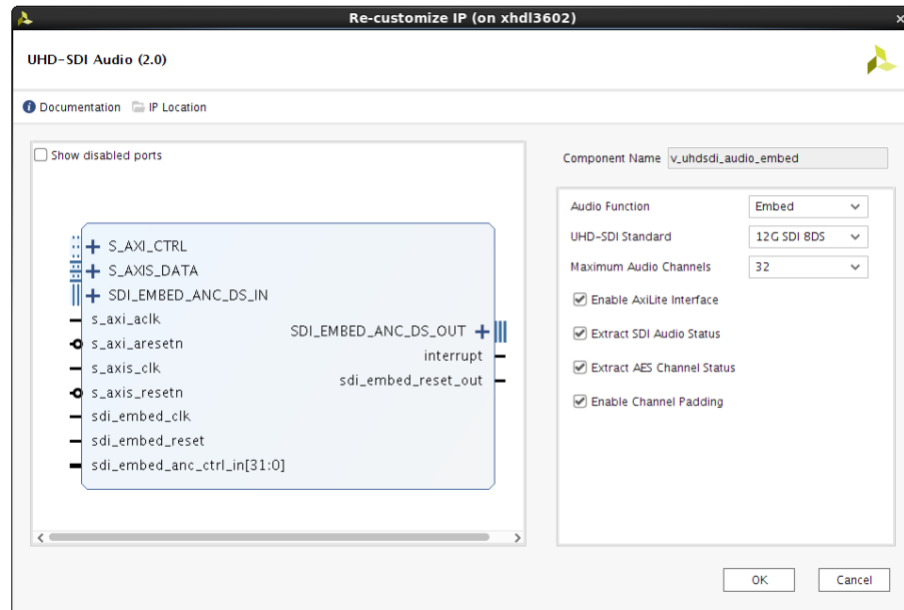 Re-customize IP (on xhdl3602)
UHD-SDI Audio (2.0)
Documentation IP Location
Show disabled ports
S_AXI_CTRL
S_AXIS_DATA
SDI_EMBED_ANC_DS_IN
s_axi_aclk
s_axi_aresetn
s_axis_clk
s_axis_resetn
sdi_embed_clk
sdi_embed_reset
sdi_embed_anc_ctrl_in[31:0]
SDI_EMBED_ANC_DS_OUT
interrupt
sdi_embed_reset_out
Component Name v_uhdsdi_audio_embed
Audio Function Embed
UHD-SDI Standard 12G SDI 8DS
Maximum Audio Channels 32
Enable AxiLite Interface
Extract SDI Audio Status
Extract AES Channel Status
Enable Channel Padding
OK Cancel